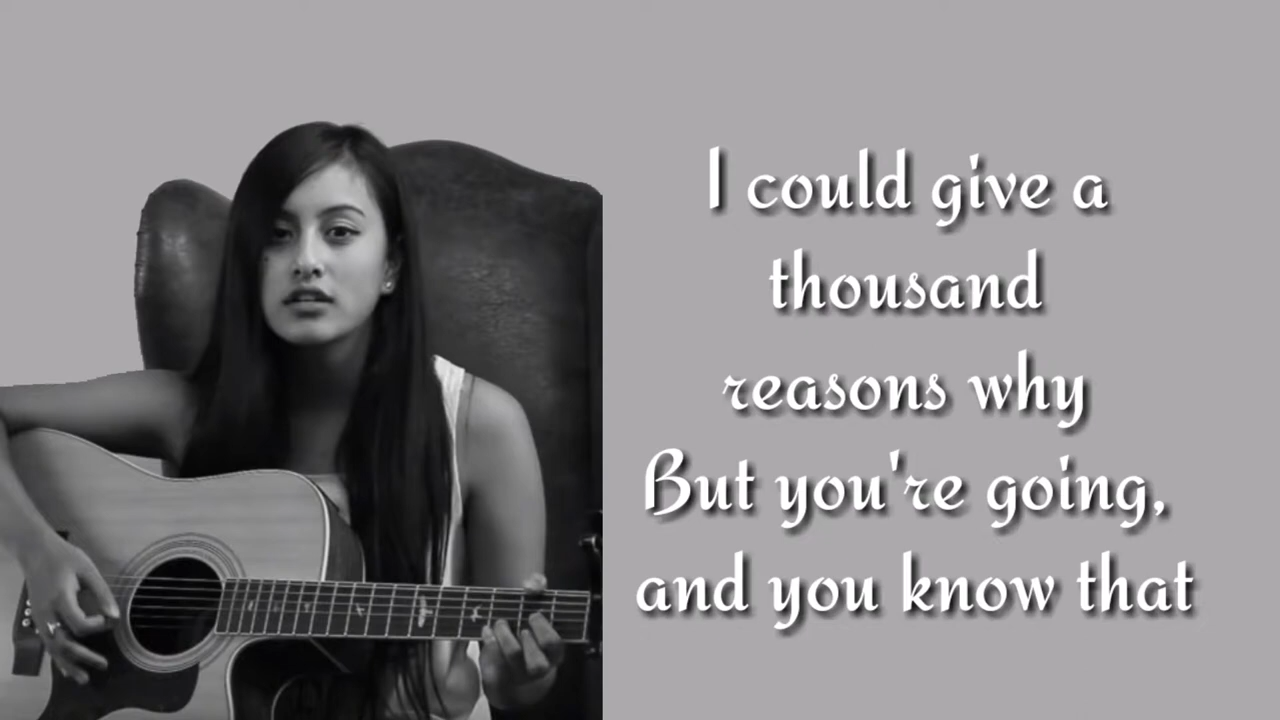 I could give a
thousand
reasons why
But you're going,
and you know that